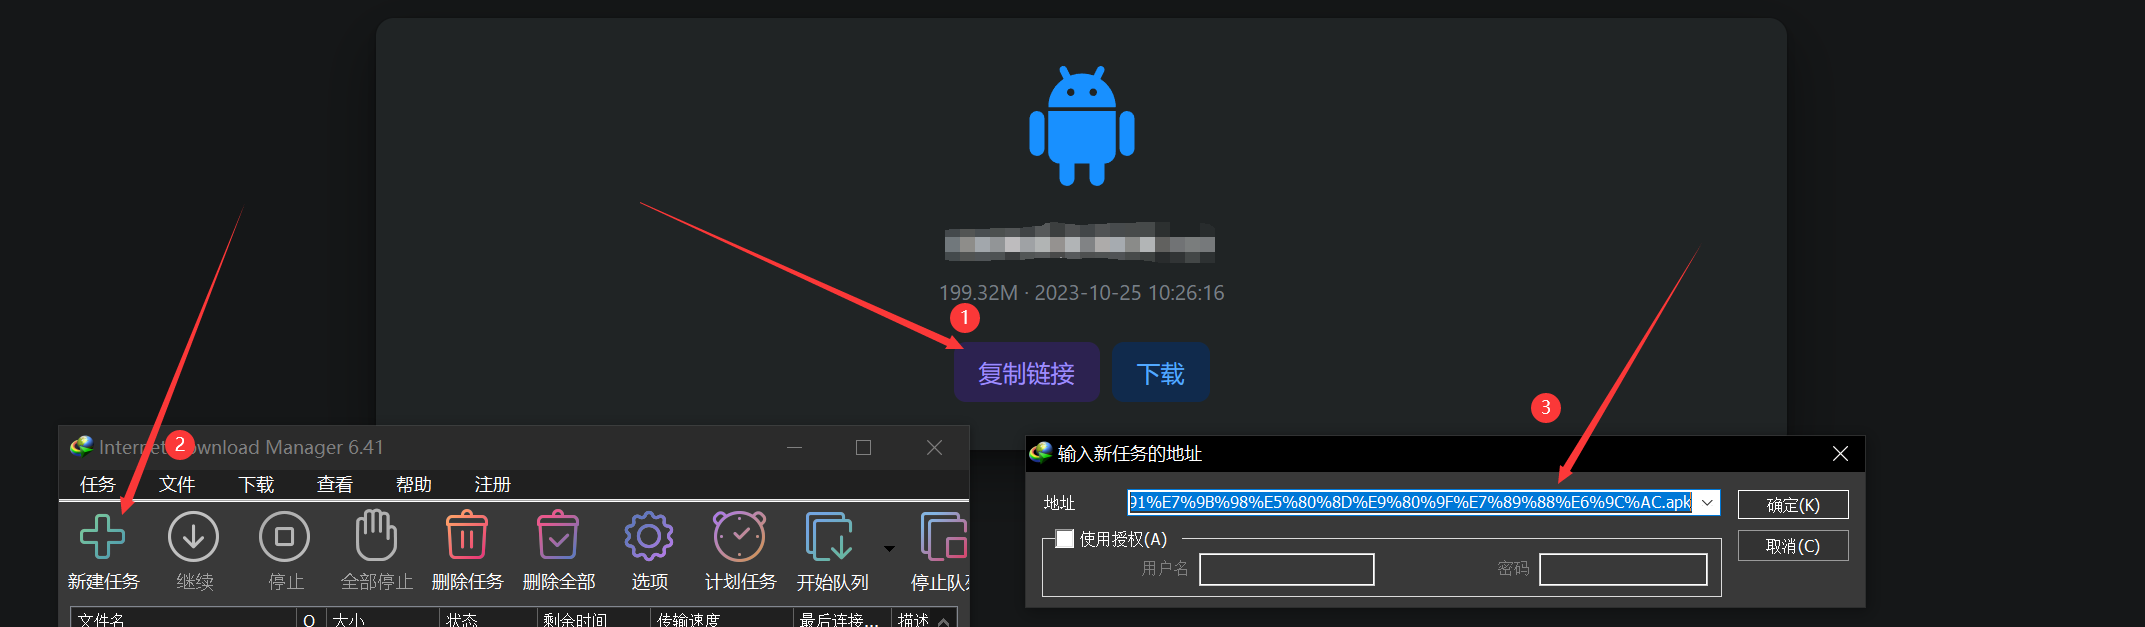 199.32M · 2023-10-25 10:26:16
1
复制链接
下载
2
Internet Download Manager 6.41
任务 文件 下载 查看 帮助 注册
新建任务 继续 停止 全部停止 删除任务 删除全部 选项 计划任务 开始队列 停止队
文件名 Q 大小 状态 剩余时间 传输速度 最后连接... 描述
3
输入新任务的地址
地址
91%E7%9B%98%E5%80%8D%E9%80%9F%E7%89%88%E6%9C%AC.apk
确定(K)
使用授权(A)
取消(C)
用户名
密码